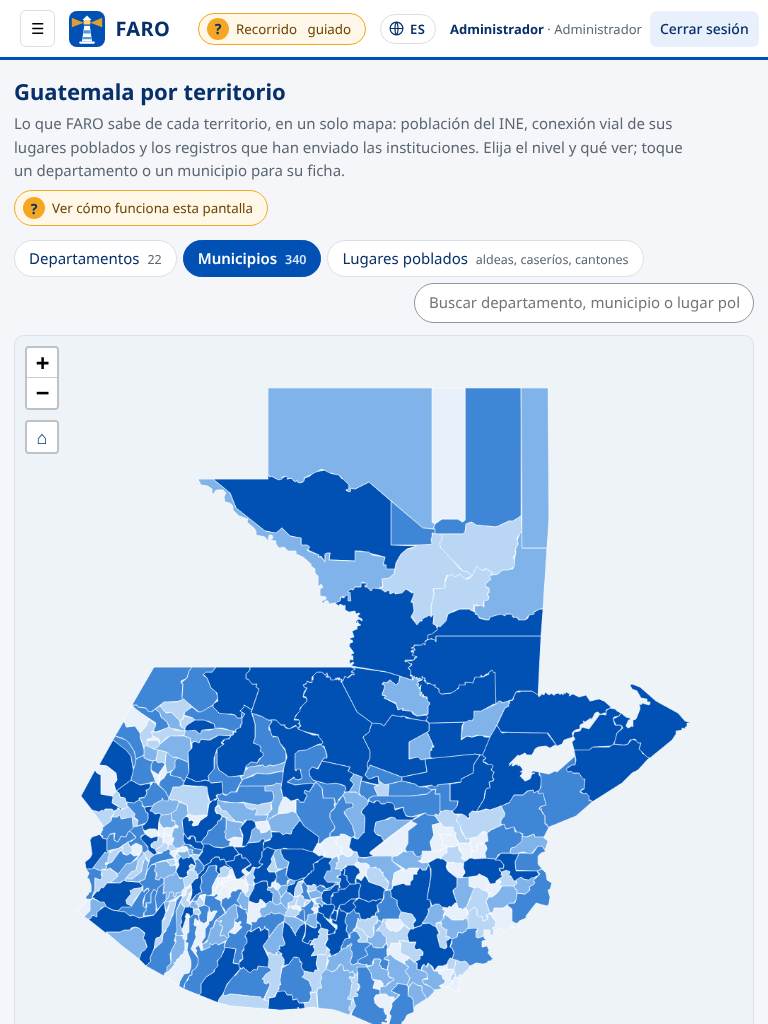 ☰ FARO ? Recorrido guiado ES Administrador · Administrador Cerrar sesión
Guatemala por territorio
Lo que FARO sabe de cada territorio, en un solo mapa: población del INE, conexión vial de sus
lugares poblados y los registros que han enviado las instituciones. Elija el nivel y qué ver; toque
un departamento o un municipio para su ficha.
? Ver cómo funciona esta pantalla
Departamentos 22 Municipios 340 Lugares poblados aldeas, caseríos, cantones
Buscar departamento, municipio o lugar pol
+
−
⌂